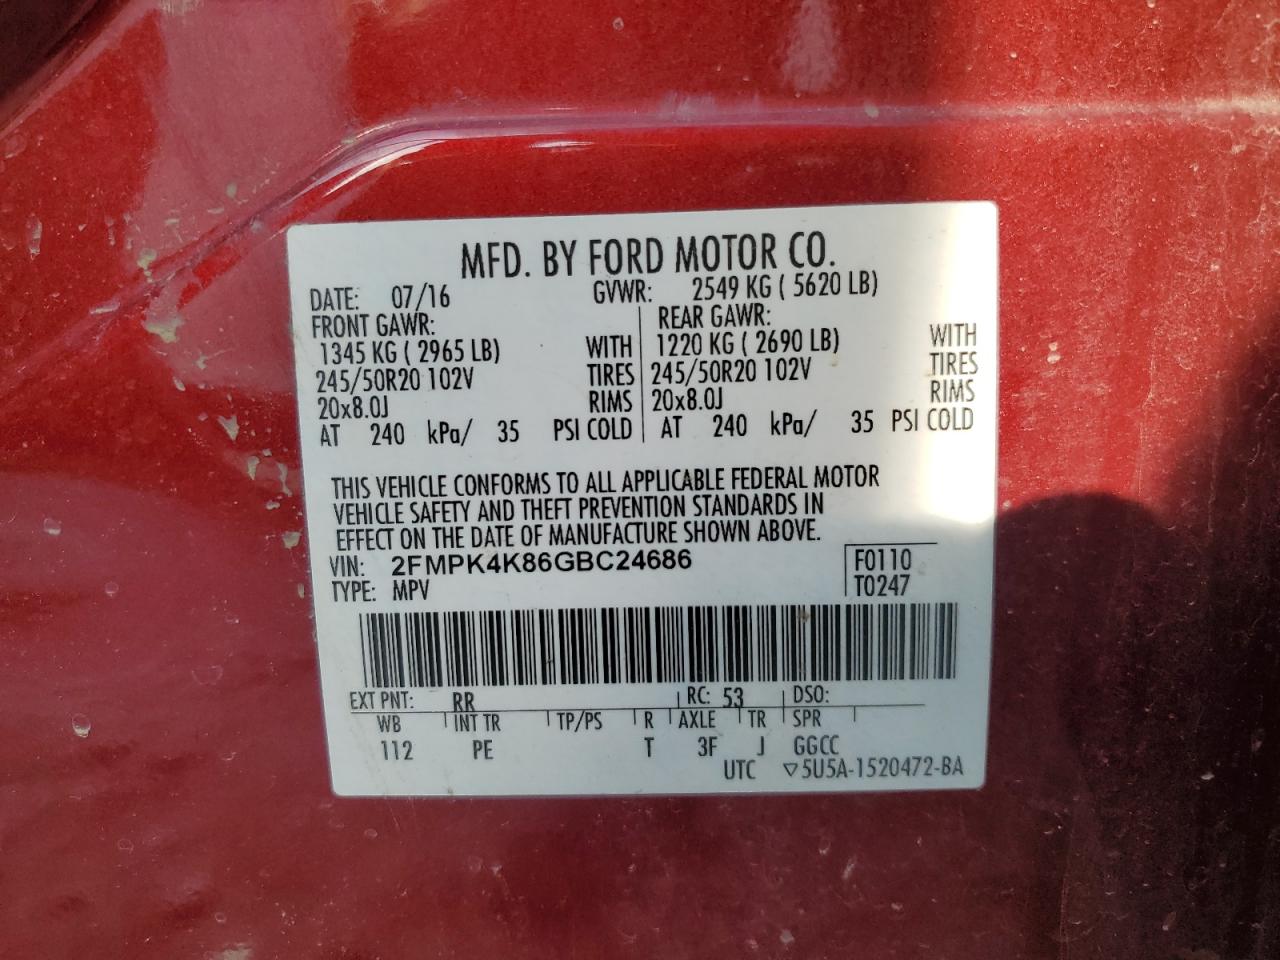 MFD. BY FORD MOTOR CO.
DATE: 07/16 GVWR: 2549 KG ( 5620 LB)
FRONT GAWR: REAR GAWR:
1345 KG ( 2965 LB) WITH 1220 KG ( 2690 LB) WITH
245/50R20 102V TIRES 245/50R20 102V TIRES
20x8.0J RIMS 20x8.0J RIMS
AT 240 kPa/ 35 PSI COLD AT 240 kPa/ 35 PSI COLD
THIS VEHICLE CONFORMS TO ALL APPLICABLE FEDERAL MOTOR
VEHICLE SAFETY AND THEFT PREVENTION STANDARDS IN
EFFECT ON THE DATE OF MANUFACTURE SHOWN ABOVE.
VIN: 2FMPK4K86GBC24686 F0110
TYPE: MPV T0247
EXT PNT: RR RC: 53 DSO:
WB INT TR TP/PS R AXLE TR SPR
112 PE T 3F J GGCC
UTC ▽5U5A-1520472-BA